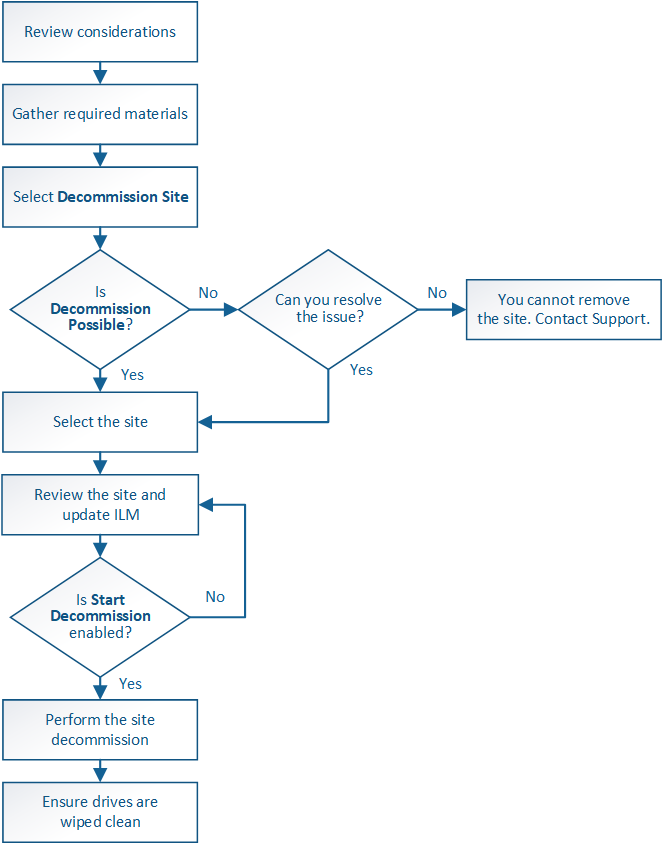 Review considerations
Gather required materials
Select Decommission Site
Is
Decommission
Possible?
No
Can you resolve
the issue?
No
You cannot remove
the site. Contact Support.
Yes
Yes
Select the site
Review the site and
update ILM
Is Start
Decommission
enabled?
No
Yes
Perform the site
decommission
Ensure drives are
wiped clean